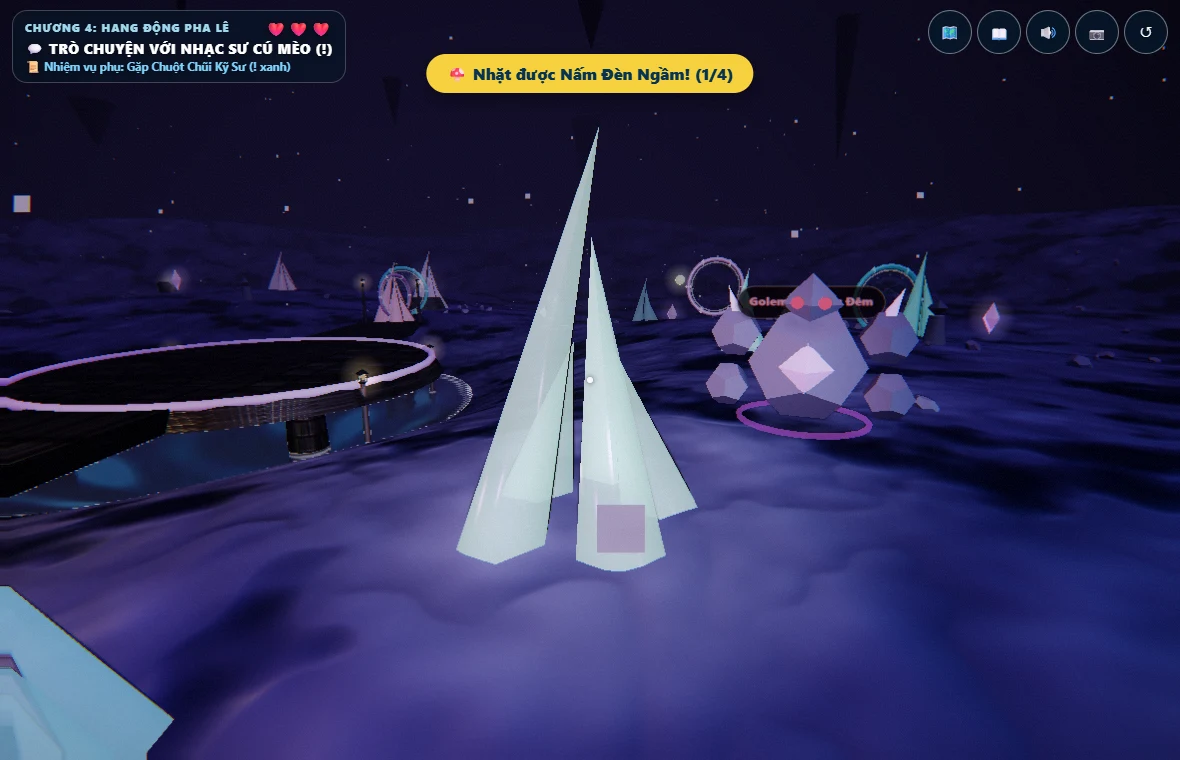 CHƯƠNG 4: HANG ĐỘNG PHA LÊ
TRÒ CHUYỆN VỚI NHẠC SƯ CÚ MÈO (!)
Nhiệm vụ phụ: Gặp Chuột Chũi Kỹ Sư (! xanh)
Nhặt được Nấm Đèn Ngầm! (1/4)
Golem Đêm